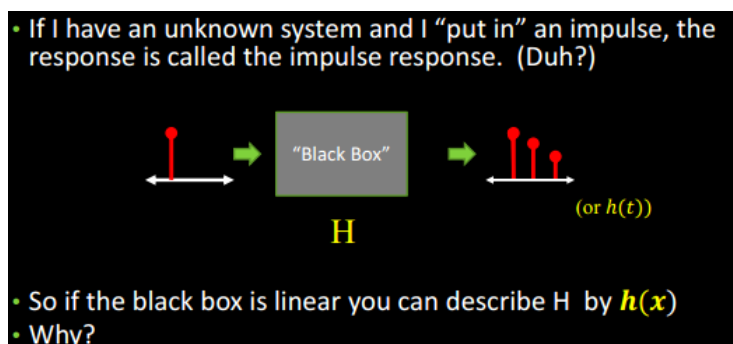 • If I have an unknown system and I “put in” an impulse, the
response is called the impulse response. (Duh?)
“Black Box”
(or h(t))
H
• So if the black box is linear you can describe H by h(x)
• Why?